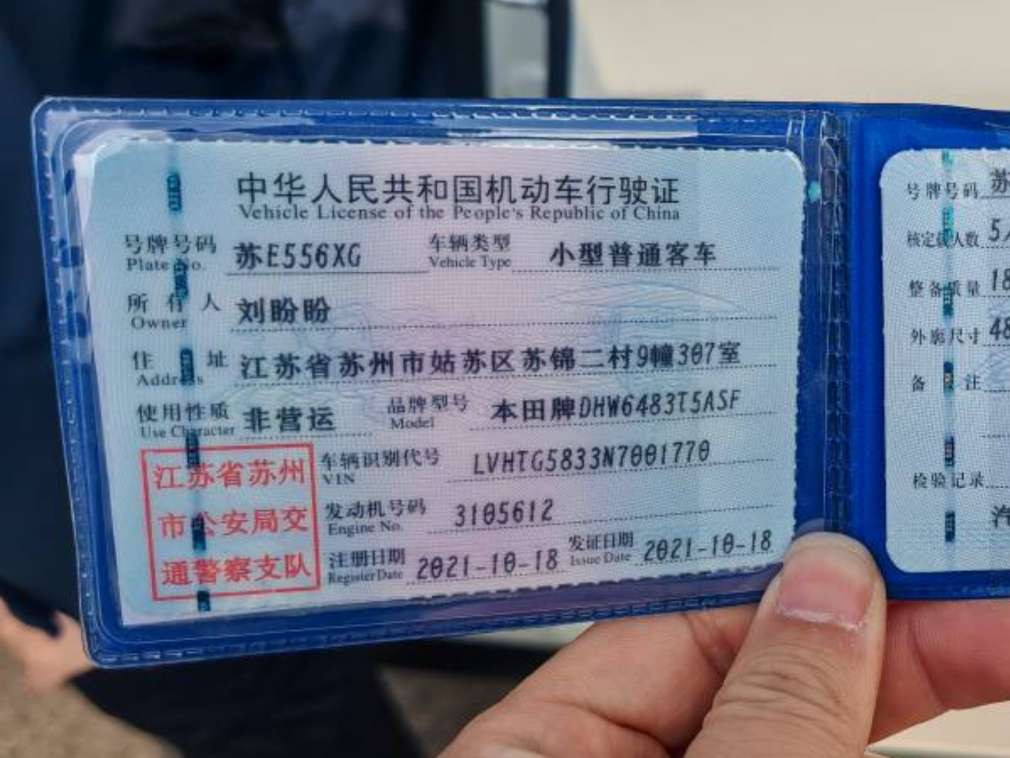 中华人民共和国机动车行驶证
Vehicle License of the People's Republic of China
号牌号码 苏E556XG 车辆类型 小型普通客车
Plate No. Vehicle Type
所有人 刘盼盼
Owner
住址 江苏省苏州市姑苏区苏锦二村9幢307室
Address
使用性质 非营运 品牌型号 本田牌DHW6483T5ASF
Use Character Model
江苏省苏州
市公安局交
通警察支队
车辆识别代号 LVHTG5833N7001770
VIN
发动机号码 3105612
Engine No.
注册日期 2021-10-18 发证日期 2021-10-18
Register Date Issue Date
号牌号码 苏
核定载人数 5
整备质量 18
外廓尺寸 48
备注
检验记录